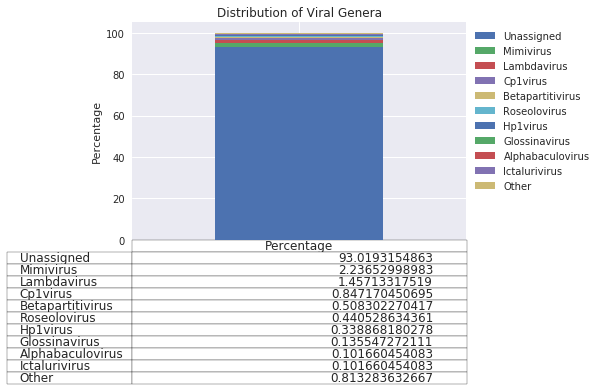 Distribution of Viral Genera
100
80
60
40
20
0
Percentage
Unassigned
Mimivirus
Lambdavirus
Cp1virus
Betapartitivirus
Roseolovirus
Hp1virus
Glossinavirus
Alphabaculovirus
Ictalurivirus
Other
Percentage
Unassigned 93.0193154863
Mimivirus 2.23652998983
Lambdavirus 1.45713317519
Cp1virus 0.847170450695
Betapartitivirus 0.508302270417
Roseolovirus 0.440528634361
Hp1virus 0.338868180278
Glossinavirus 0.135547272111
Alphabaculovirus 0.101660454083
Ictalurivirus 0.101660454083
Other 0.813283632667